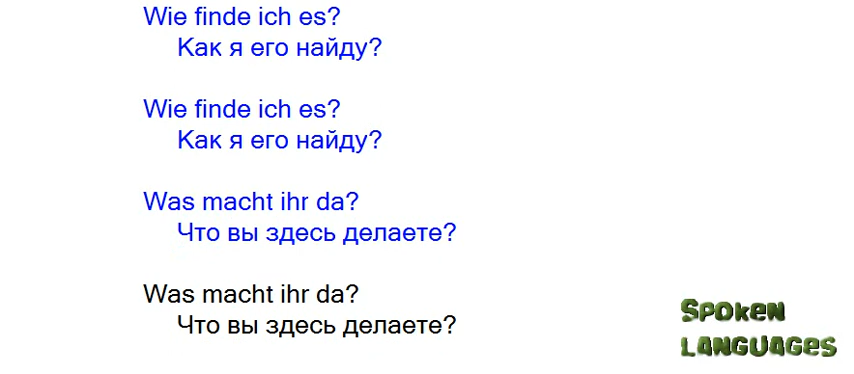 Wie finde ich es?
Как я его найду?
Wie finde ich es?
Как я его найду?
Was macht ihr da?
Что вы здесь делаете?
Was macht ihr da?
Что вы здесь делаете?
Spoken
Languages